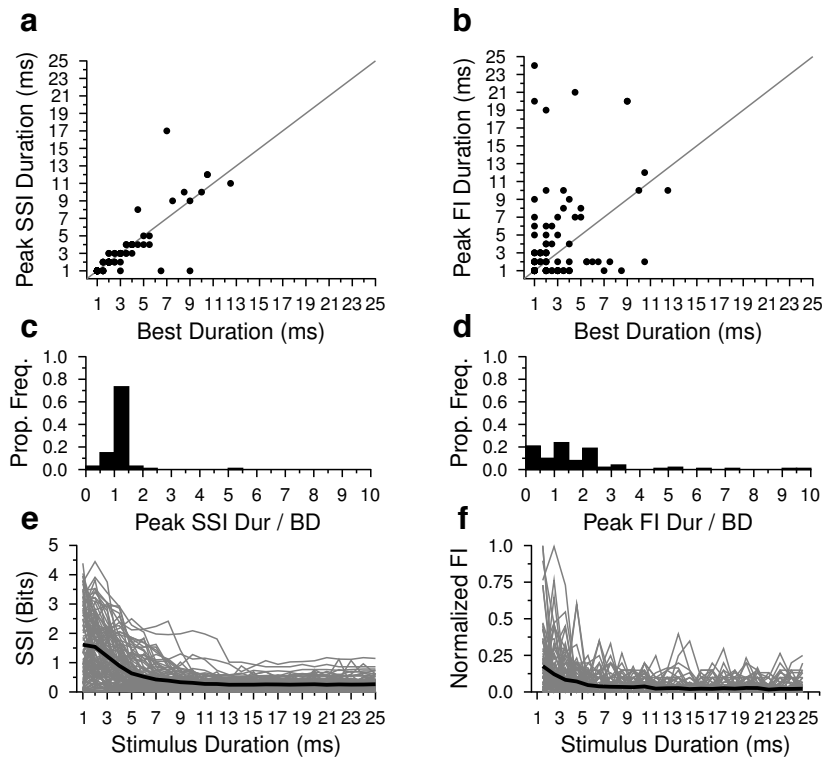 a
b
Peak SSI Duration (ms)
25
23
21
19
17
15
13
11
9
7
5
3
1
1 3 5 7 9 11 13 15 17 19 21 23 25
Best Duration (ms)
Peak FI Duration (ms)
25
23
21
19
17
15
13
11
9
7
5
3
1
1 3 5 7 9 11 13 15 17 19 21 23 25
Best Duration (ms)
c
d
Prop. Freq.
1.0
0.8
0.6
0.4
0.2
0.0
0 1 2 3 4 5 6 7 8 9 10
Peak SSI Dur / BD
Prop. Freq.
1.0
0.8
0.6
0.4
0.2
0.0
0 1 2 3 4 5 6 7 8 9 10
Peak FI Dur / BD
e
f
SSI (Bits)
5
4
3
2
1
0
1 3 5 7 9 11 13 15 17 19 21 23 25
Stimulus Duration (ms)
Normalized FI
1.0
0.75
0.50
0.25
0.0
1 3 5 7 9 11 13 15 17 19 21 23 25
Stimulus Duration (ms)